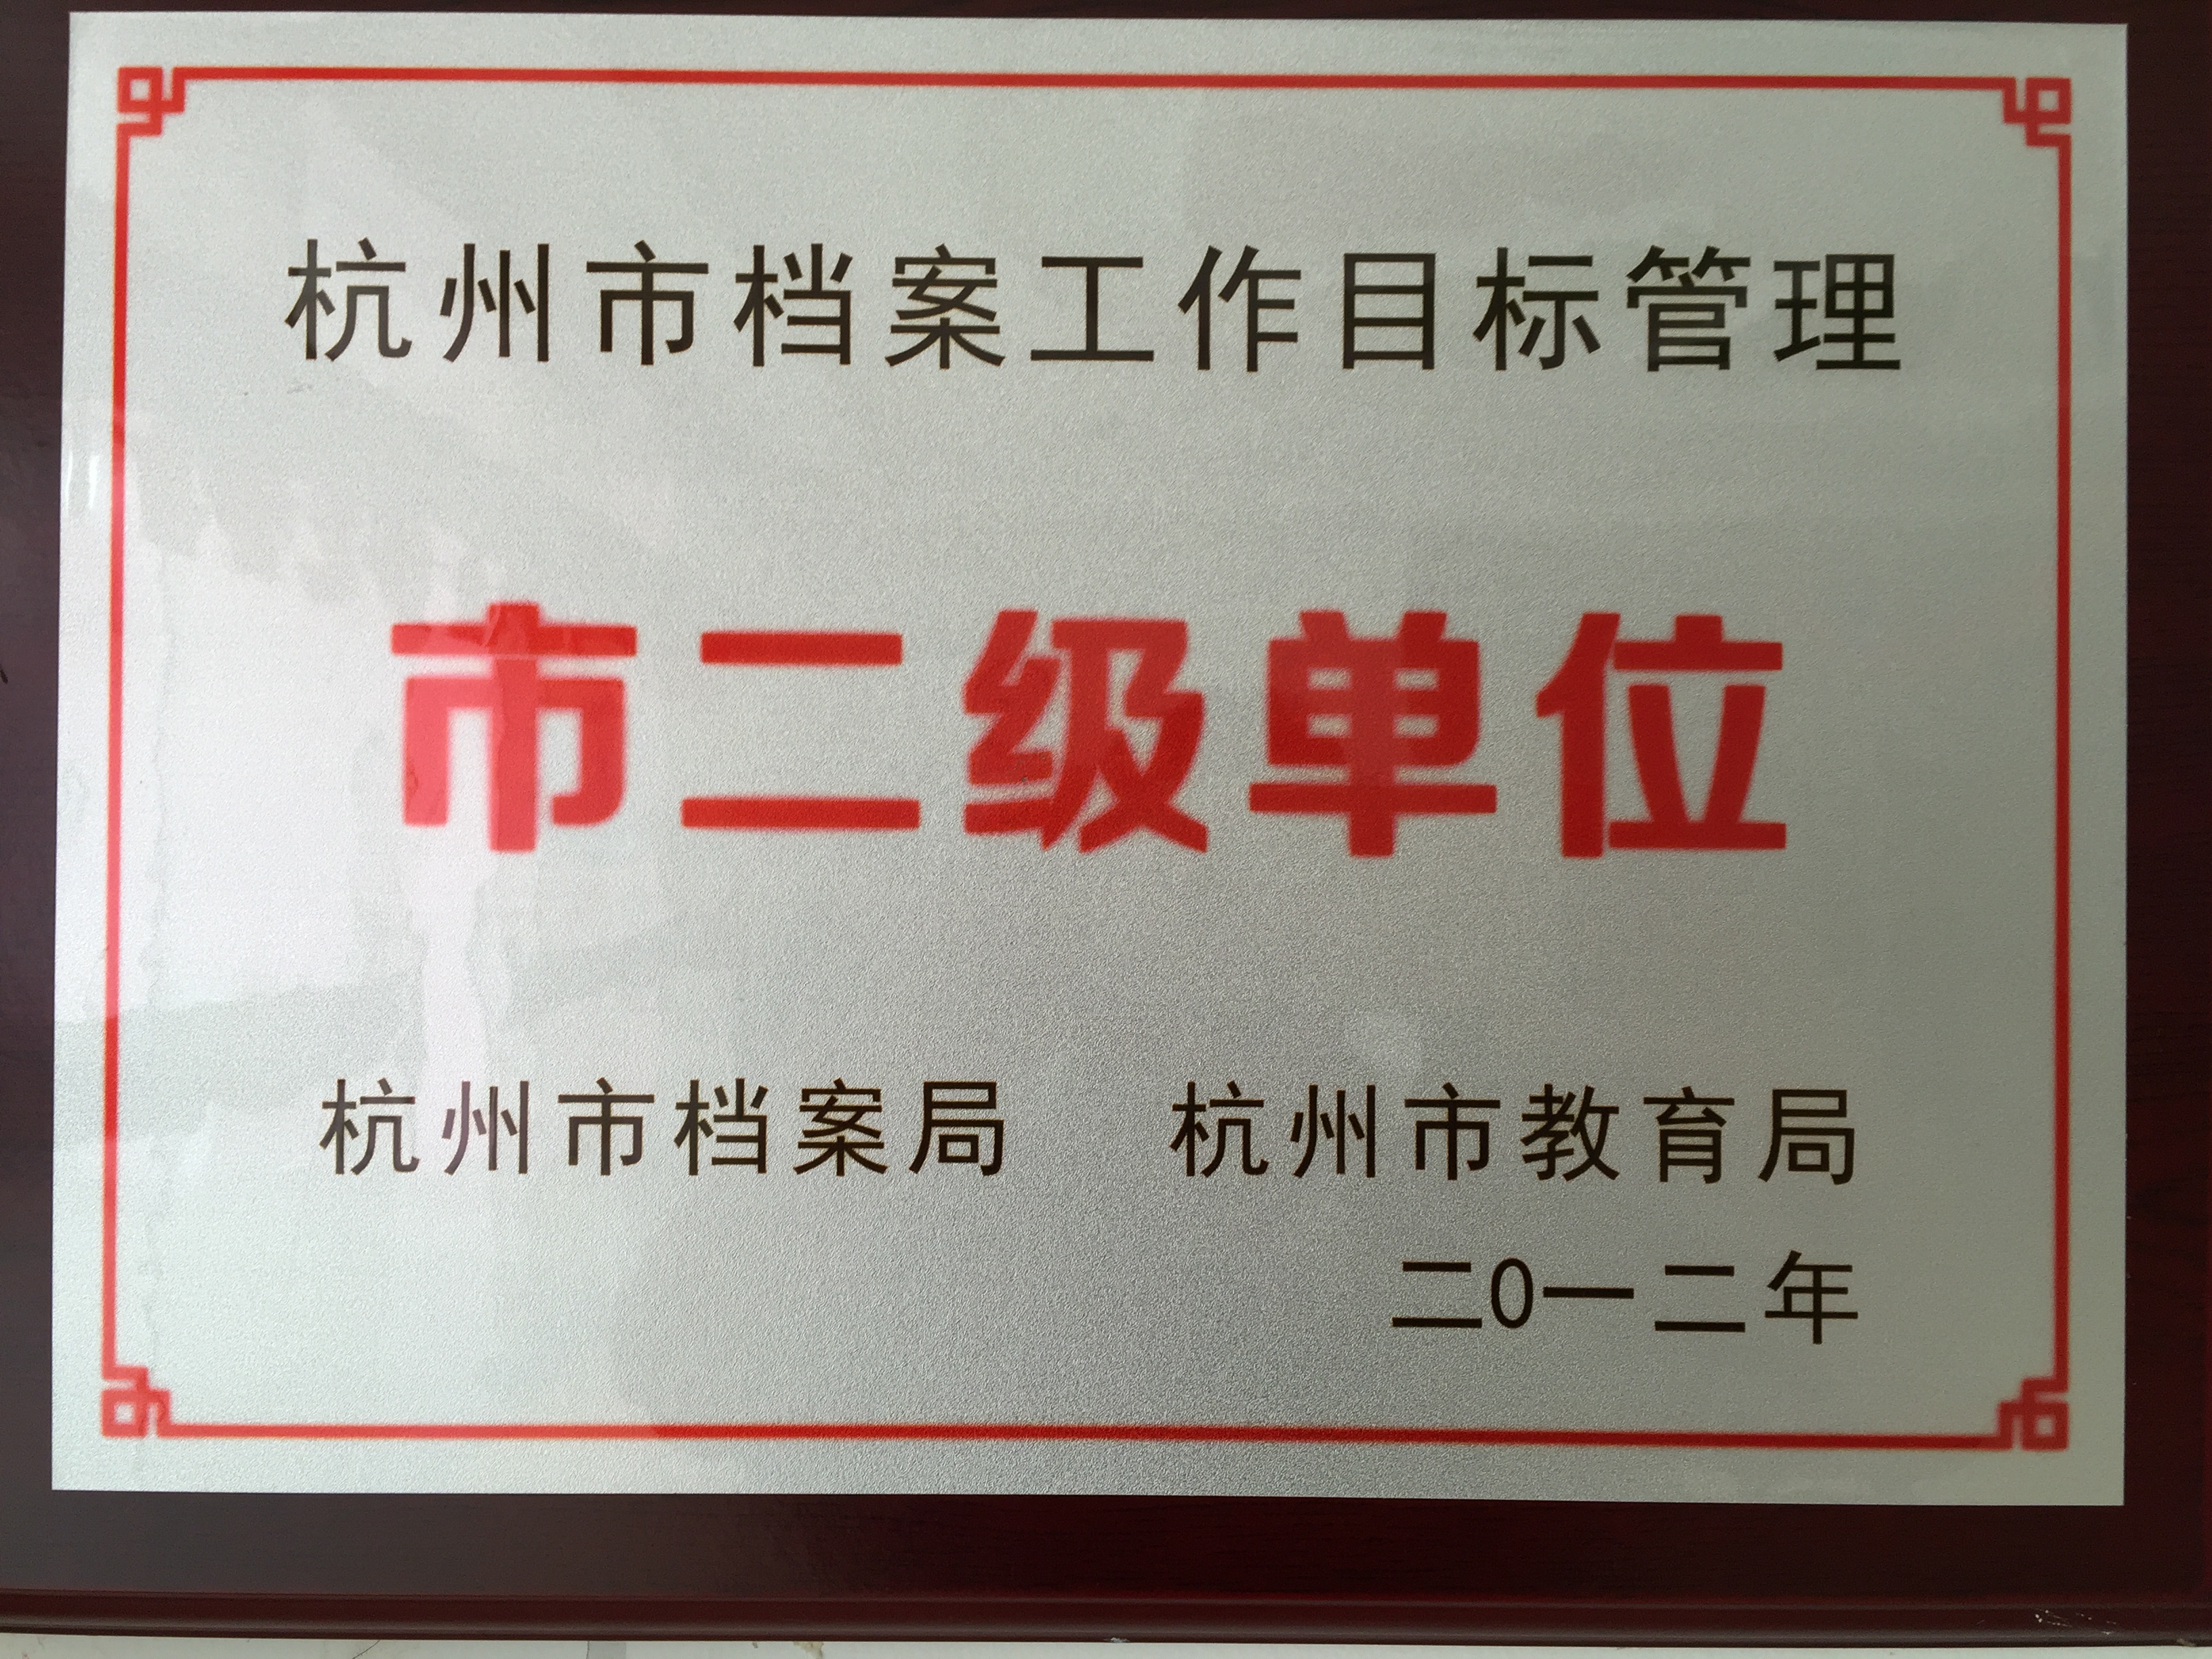 杭州市档案工作目标管理
市二级单位
杭州市档案局 杭州市教育局
二0一二年